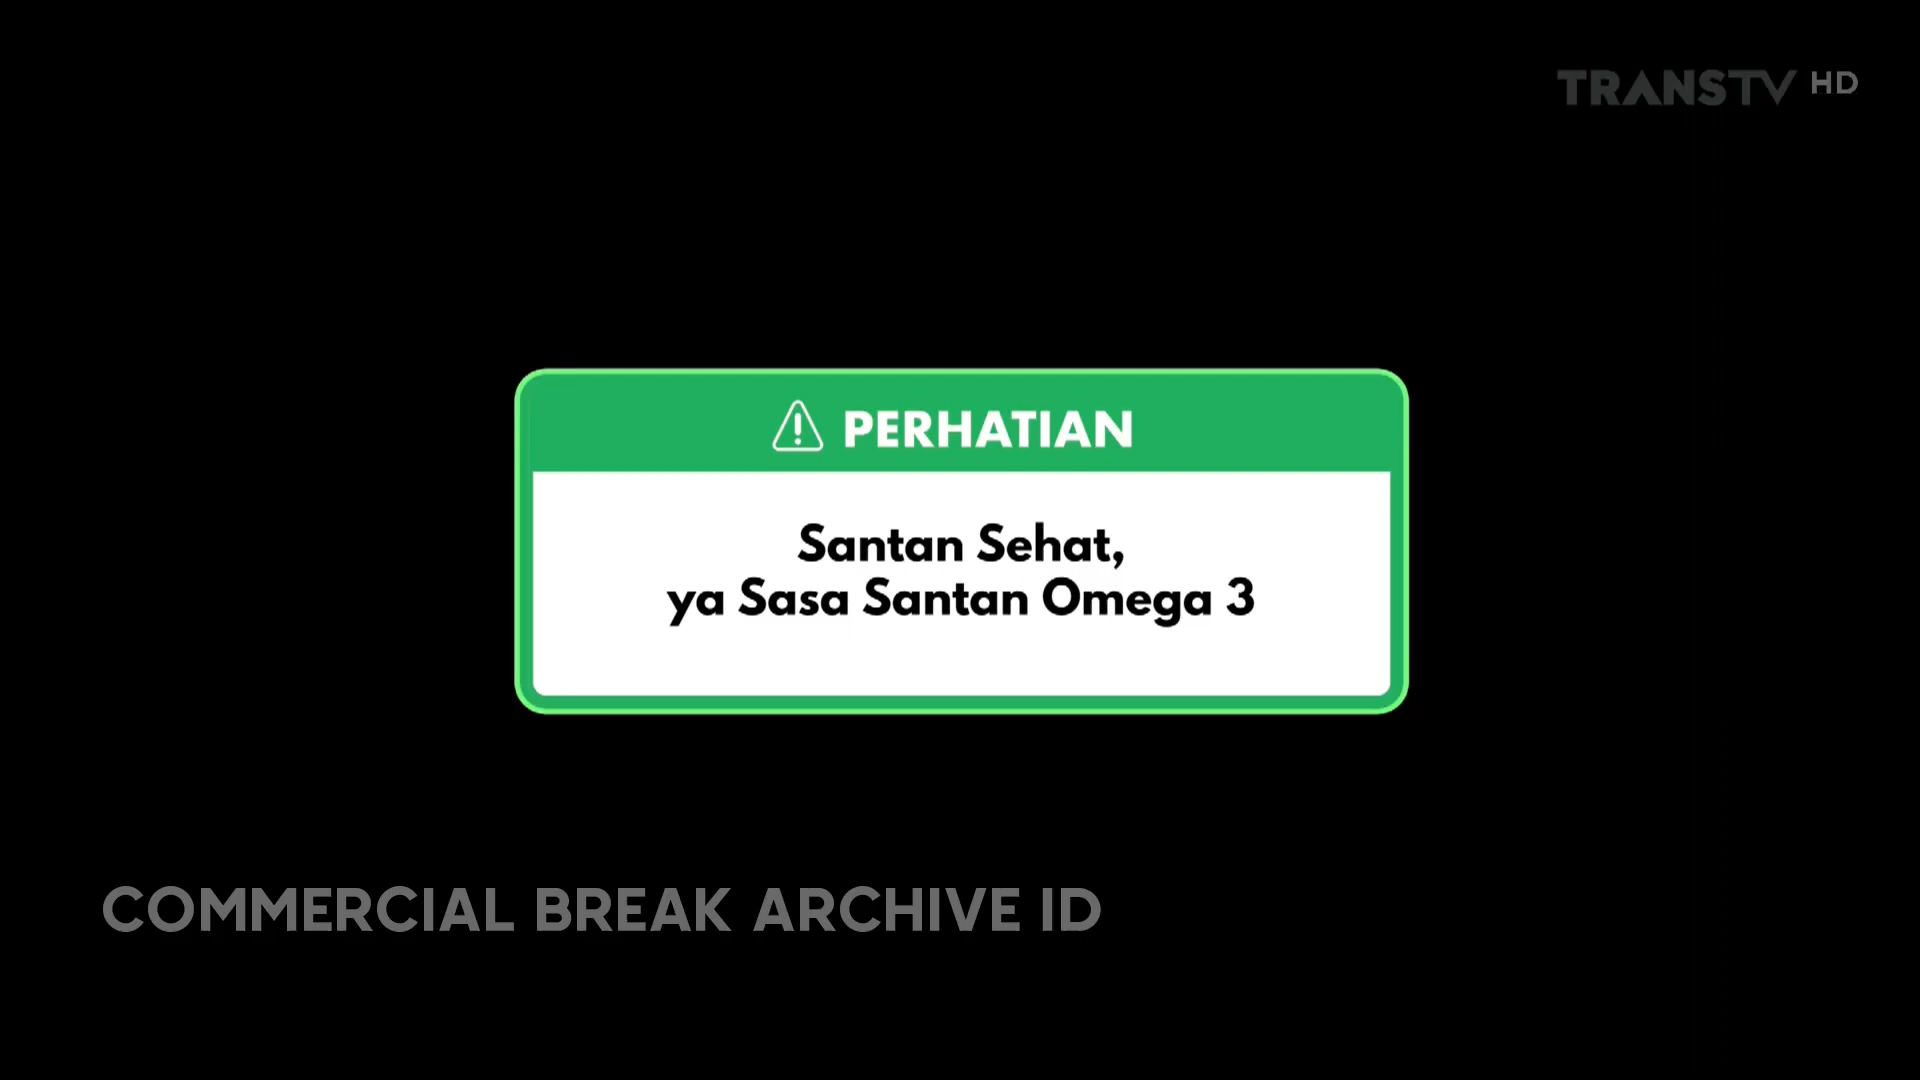 TRANSTV HD
PERHATIAN
Santan Sehat,
ya Sasa Santan Omega 3
COMMERCIAL BREAK ARCHIVE ID